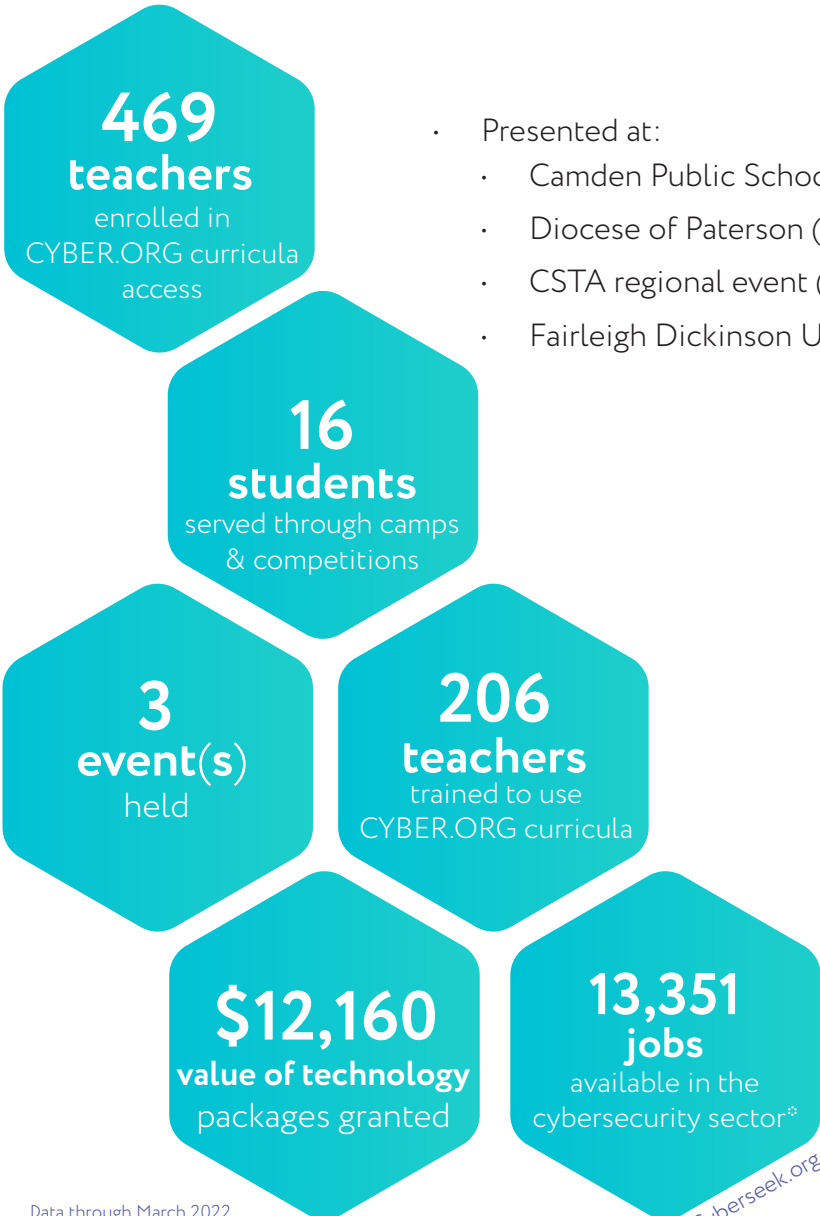 469
teachers
enrolled in
CYBER.ORG curricula
access
• Presented at:
• Camden Public Schoo
• Diocese of Paterson (
• CSTA regional event (
• Fairleigh Dickinson U
16
students
served through camps
& competitions
3
event(s)
held
206
teachers
trained to use
CYBER.ORG curricula
$12,160
value of technology
packages granted
13,351
jobs
available in the
cybersecurity sector*
Data through March 2022
yberseek.org